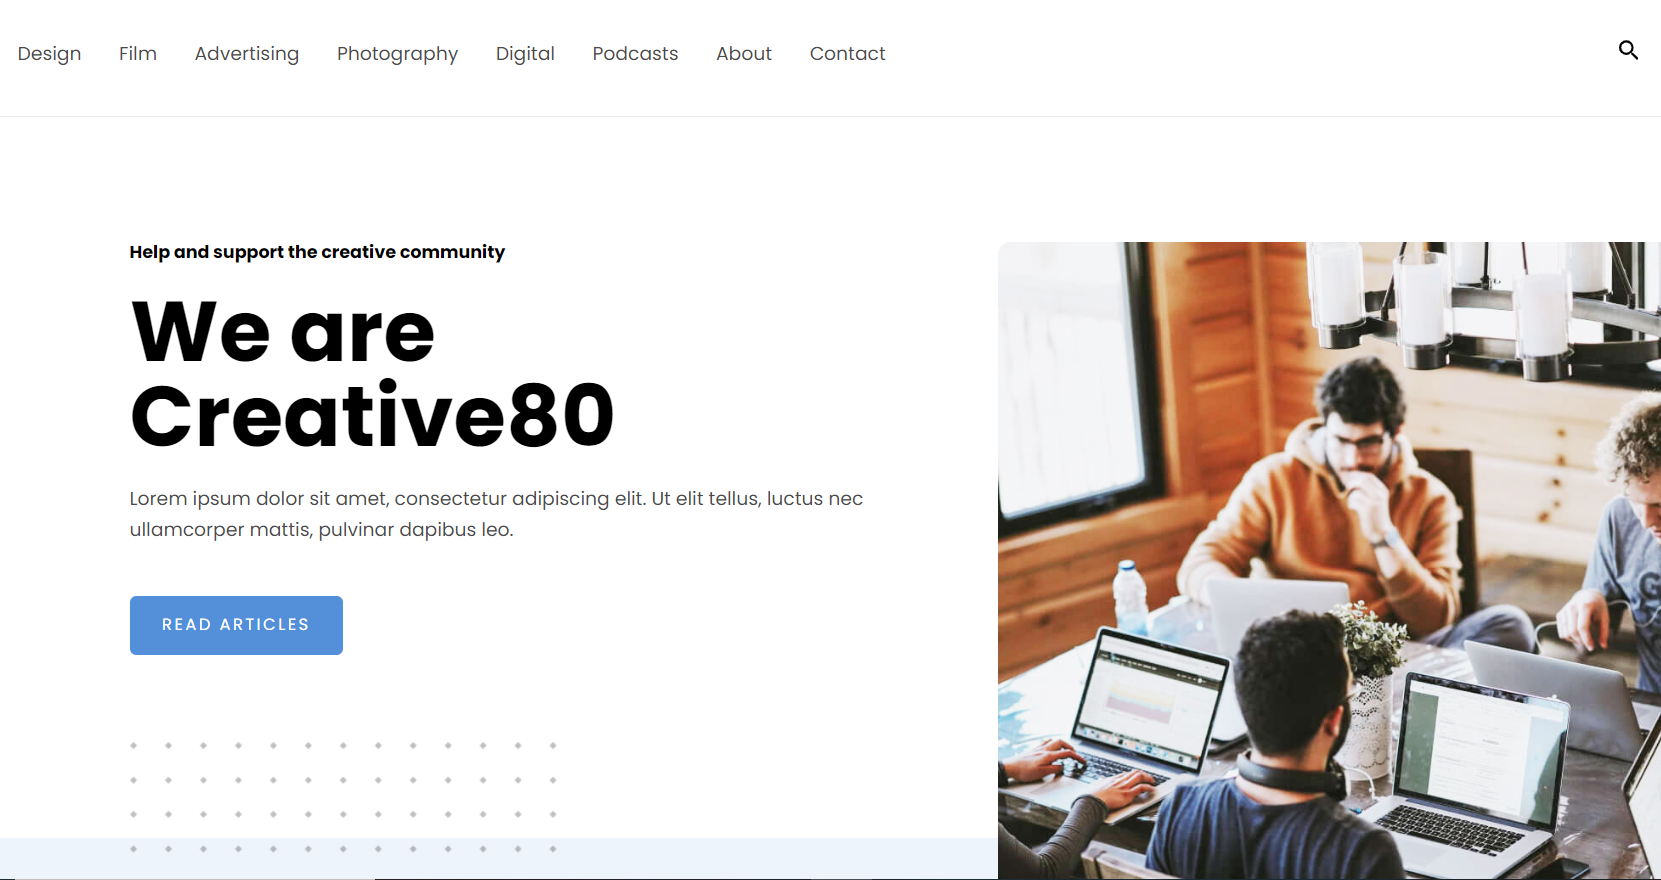 Design Film Advertising Photography Digital Podcasts About Contact
Help and support the creative community
We are
Creative80
Lorem ipsum dolor sit amet, consectetur adipiscing elit. Ut elit tellus, luctus nec
ullamcorper mattis, pulvinar dapibus leo.
READ ARTICLES